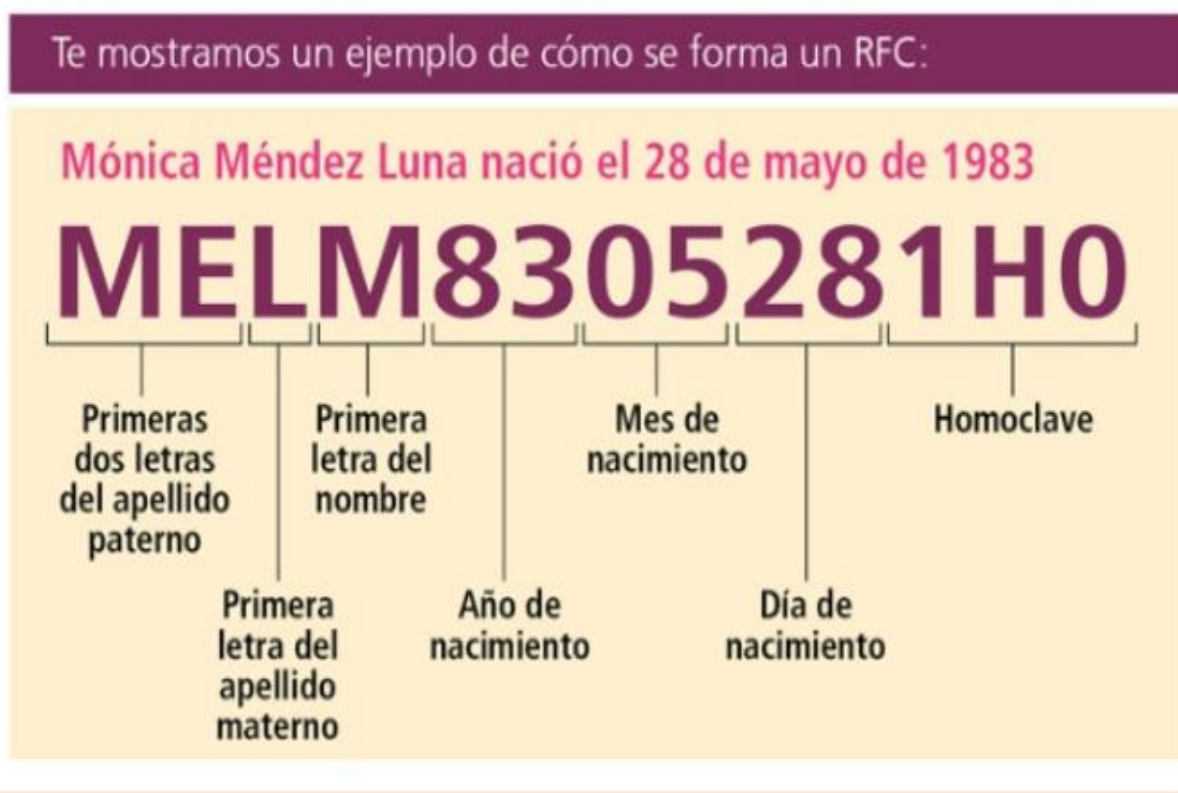 Te mostramos un ejemplo de cómo se forma un RFC:
Mónica Méndez Luna nació el 28 de mayo de 1983
MELM8305281H0
Primeras
dos letras
del apellido
paterno
Primera
letra del
apellido
materno
Primera
letra del
nombre
Año de
nacimiento
Mes de
nacimiento
Día de
nacimiento
Homoclave